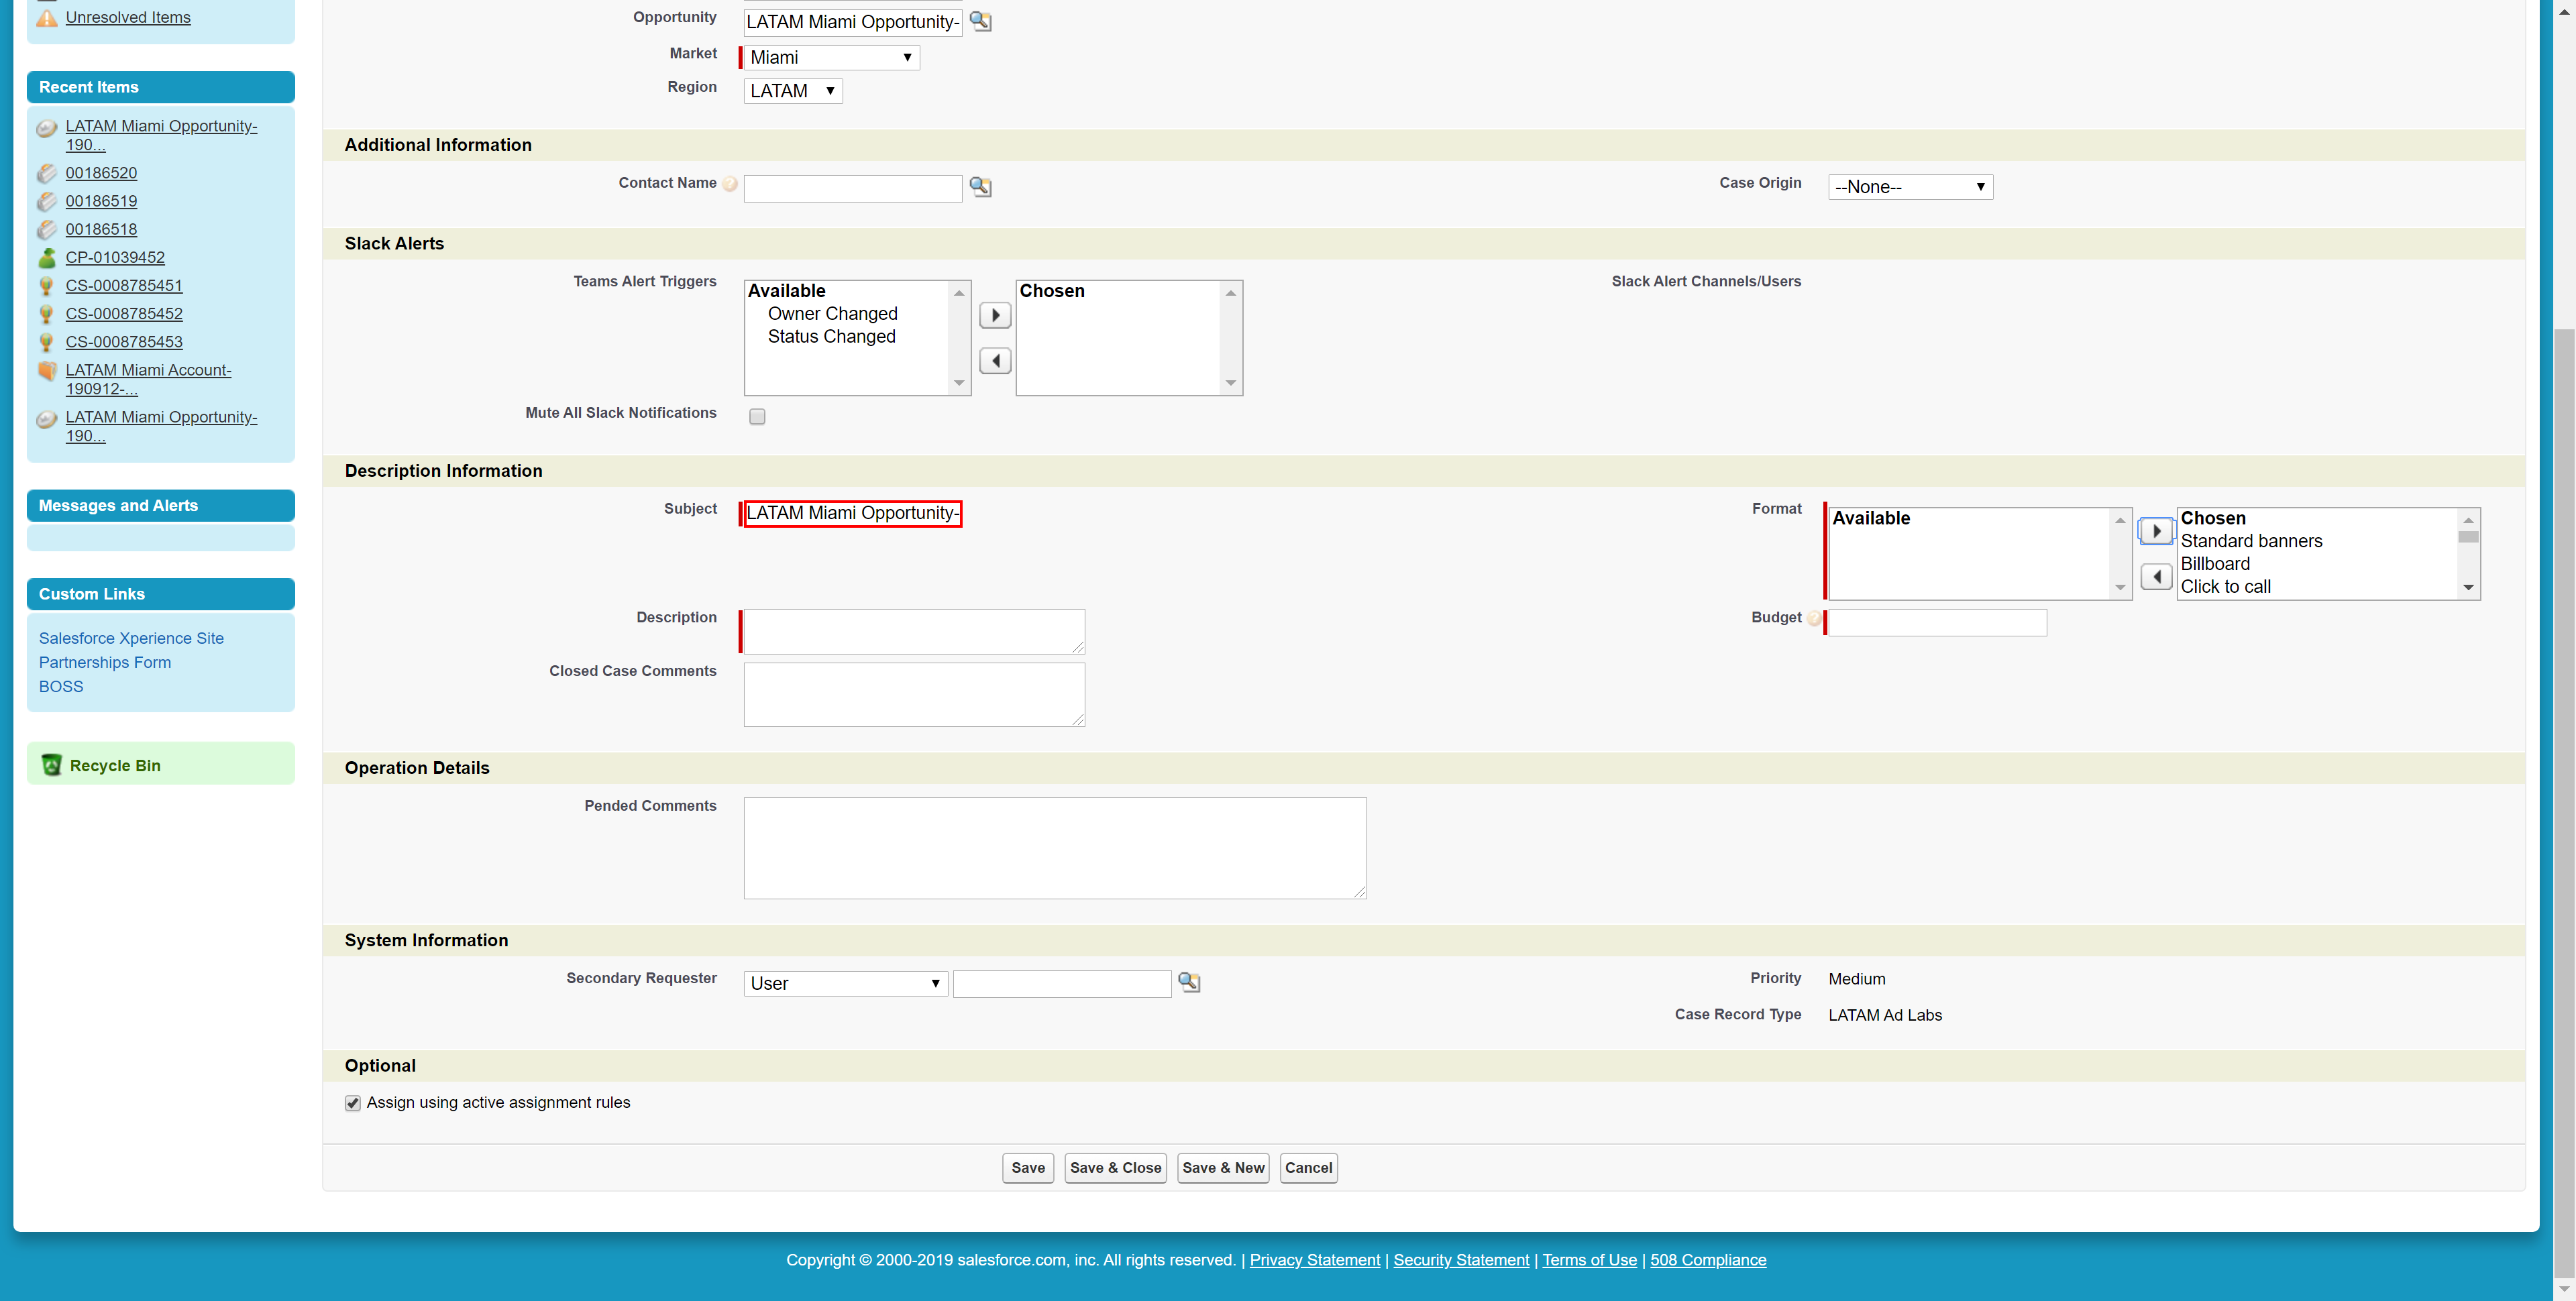 Unresolved Items
Recent Items
LATAM Miami Opportunity-
190...
00186520
00186519
00186518
CP-01039452
CS-0008785451
CS-0008785452
CS-0008785453
LATAM Miami Account-
190912-...
LATAM Miami Opportunity-
190...
Messages and Alerts
Custom Links
Salesforce Xperience Site
Partnerships Form
BOSS
Recycle Bin
Opportunity LATAM Miami Opportunity-
Market Miami
Region LATAM
Additional Information
Contact Name Case Origin --None--
Slack Alerts
Teams Alert Triggers Available Chosen Slack Alert Channels/Users
Owner Changed
Status Changed
Mute All Slack Notifications
Description Information
Subject LATAM Miami Opportunity- Format Available Chosen
Standard banners
Billboard
Click to call
Description Budget
Closed Case Comments
Operation Details
Pended Comments
System Information
Secondary Requester User Priority Medium
Case Record Type LATAM Ad Labs
Optional
Assign using active assignment rules
Save Save & Close Save & New Cancel
Copyright © 2000-2019 salesforce.com, inc. All rights reserved. | Privacy Statement | Security Statement | Terms of Use | 508 Compliance